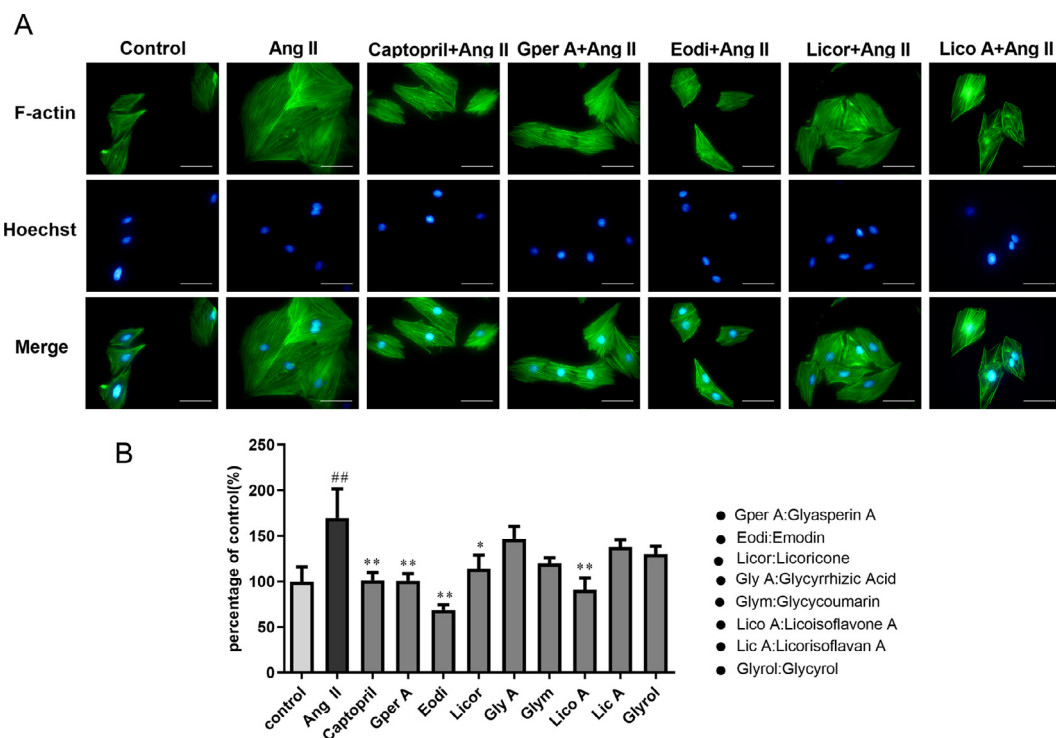 A
Control
Ang II
Captopril+Ang II
Gper A+Ang II
Eodi+Ang II
Licor+Ang II
Lico A+Ang II
F-actin
Hoechst
Merge
B
percentage of control(%)
250
200
150
100
50
0
##
**
**
**
*
**
control
Ang II
Captopril
Gper A
Eodi
Licor
Gly A
Glym
Lico A
Lic A
Glyrol
● Gper A:Glyasperin A
● Eodi:Emodin
● Licor:Licoricone
● Gly A:Glycyrrhizic Acid
● Glym:Glycycoumarin
● Lico A:Licoisoflavone A
● Lic A:Licorisoflavan A
● Glyrol:Glycyrol